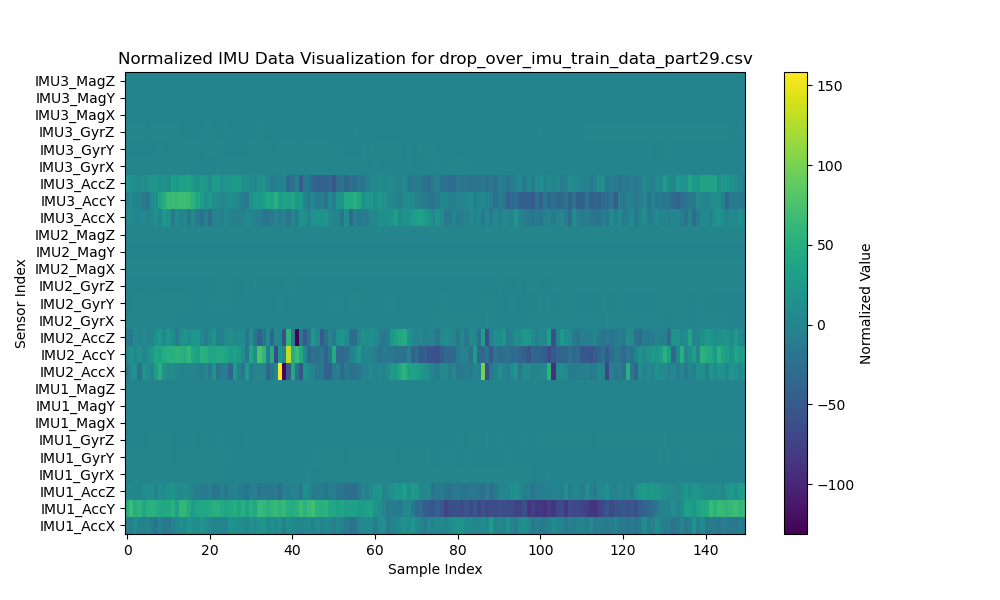 Normalized IMU Data Visualization for drop_over_imu_train_data_part29.csv
IMU3_MagZ
IMU3_MagY
IMU3_MagX
IMU3_GyrZ
IMU3_GyrY
IMU3_GyrX
IMU3_AccZ
IMU3_AccY
IMU3_AccX
IMU2_MagZ
IMU2_MagY
IMU2_MagX
IMU2_GyrZ
IMU2_GyrY
IMU2_GyrX
IMU2_AccZ
IMU2_AccY
IMU2_AccX
IMU1_MagZ
IMU1_MagY
IMU1_MagX
IMU1_GyrZ
IMU1_GyrY
IMU1_GyrX
IMU1_AccZ
IMU1_AccY
IMU1_AccX
Sensor Index
0 20 40 60 80 100 120 140
Sample Index
150
100
50
0
−50
−100
Normalized Value